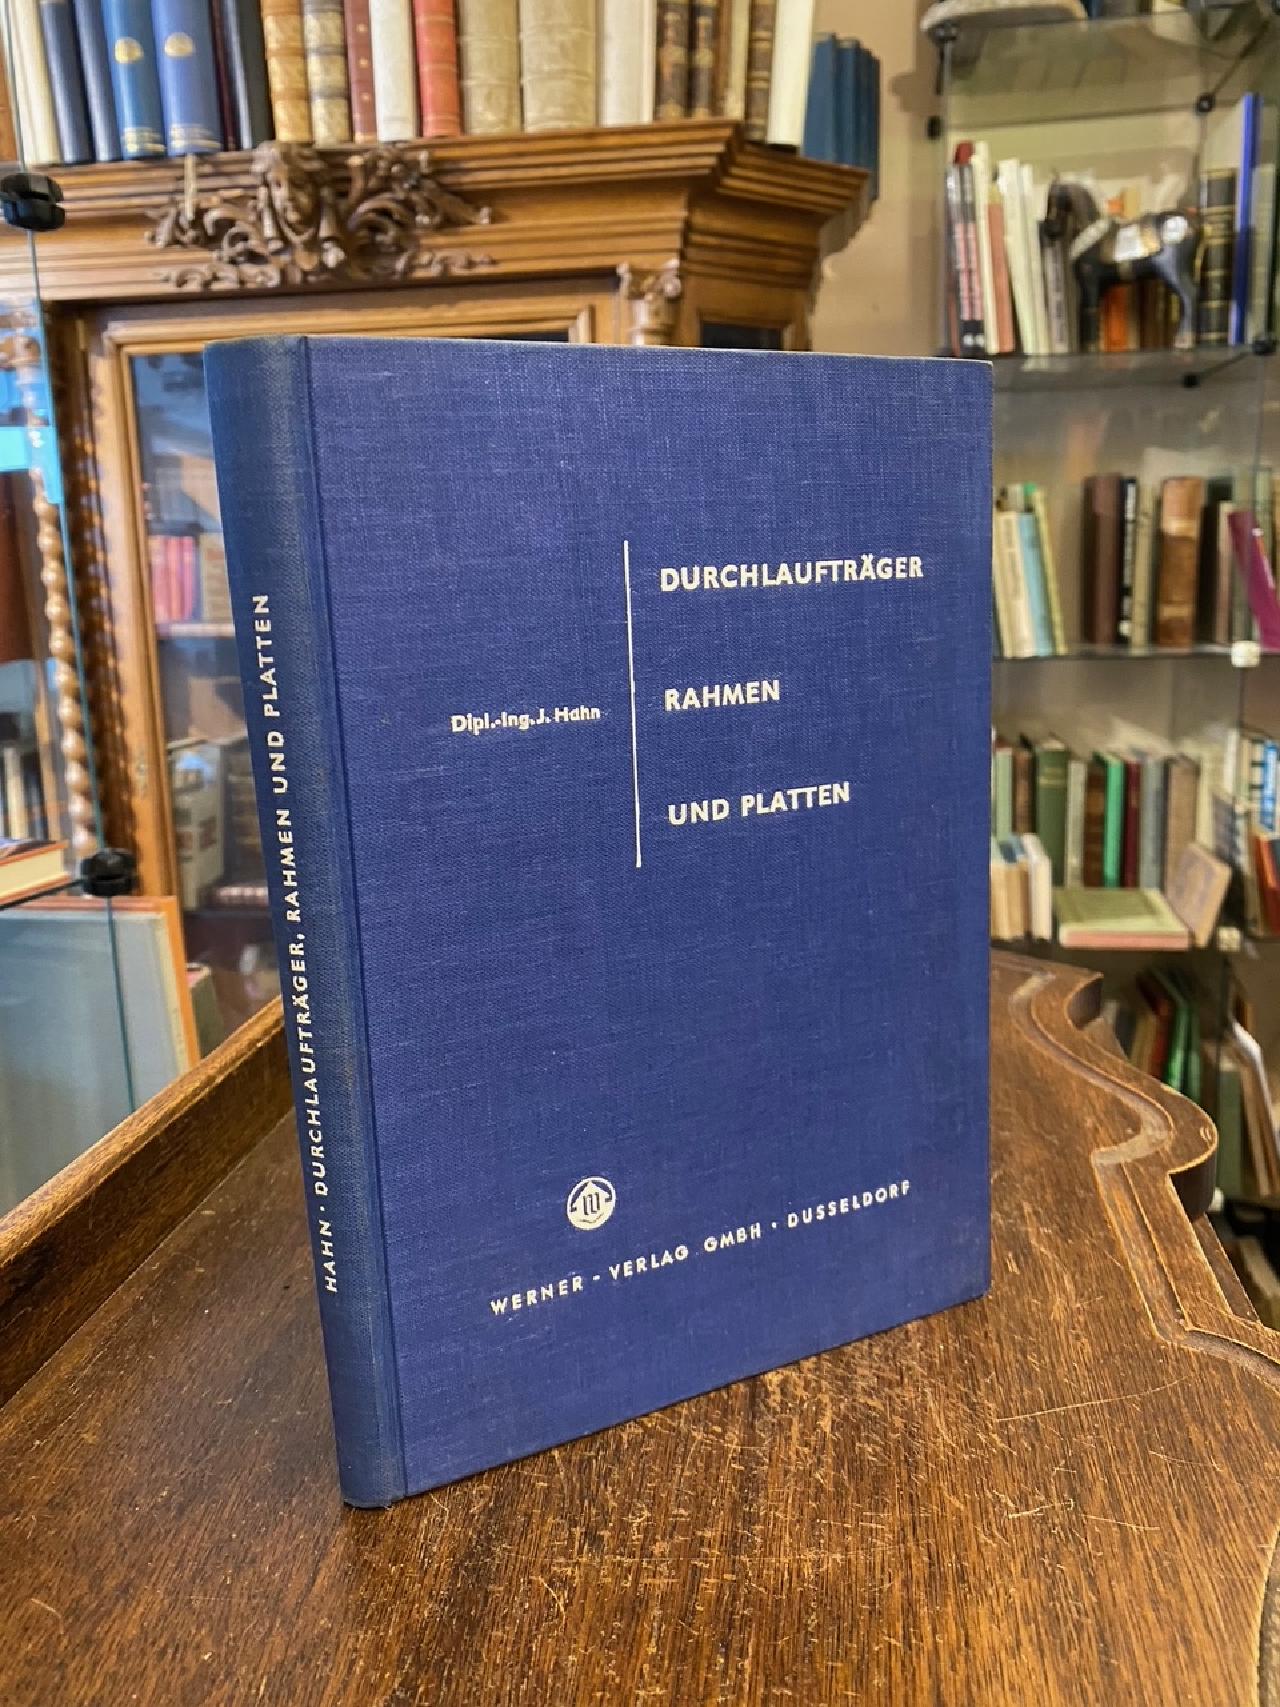 HAHN · DURCHLAUFTRÄGER, RAHMEN UND PLATTEN
DURCHLAUFTRÄGER
RAHMEN
Dipl.-Ing. J. Hahn
UND PLATTEN
WERNER - VERLAG GMBH · DUSSELDORF